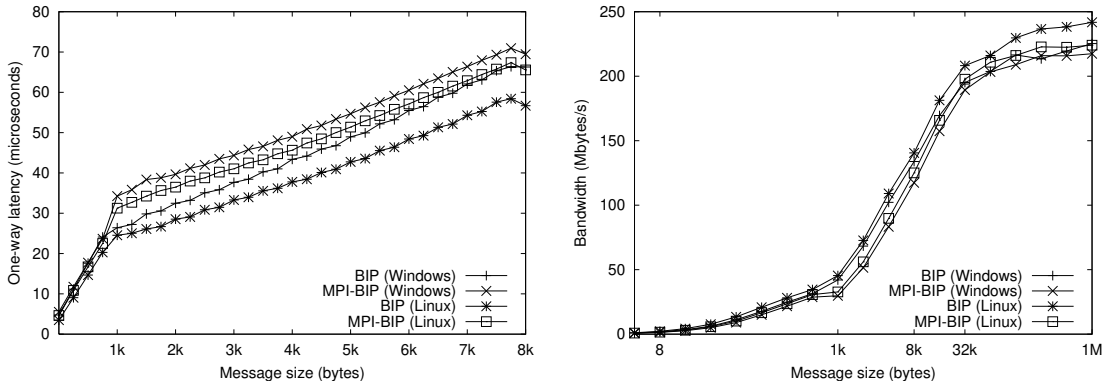 80
70
60
50
40
30
20
10
0
One-way latency (microseconds)
BIP (Windows)
MPI-BIP (Windows)
BIP (Linux)
MPI-BIP (Linux)
1k 2k 3k 4k 5k 6k 7k 8k
Message size (bytes)
250
200
150
100
50
0
Bandwidth (Mbytes/s)
BIP (Windows)
MPI-BIP (Windows)
BIP (Linux)
MPI-BIP (Linux)
8 1k 8k 32k 1M
Message size (bytes)